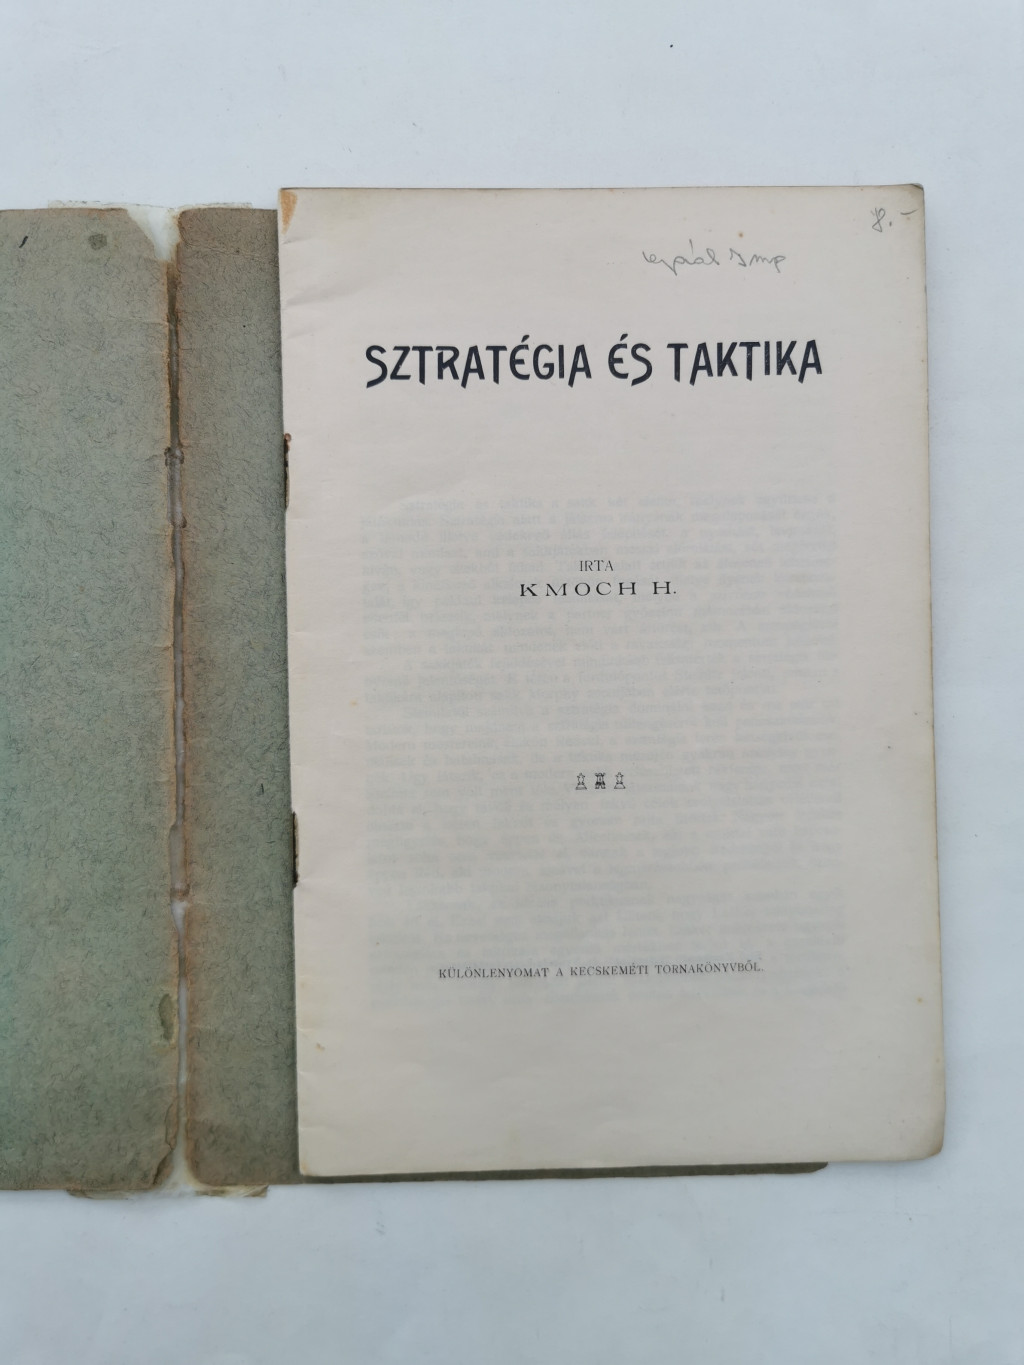 8.-
SZTRATÉGIA ÉS TAKTIKA
IRTA
KMOCH H.
KÜLÖNLENYOMAT A KECSKEMÉTI TORNAKÖNYVBŐL.